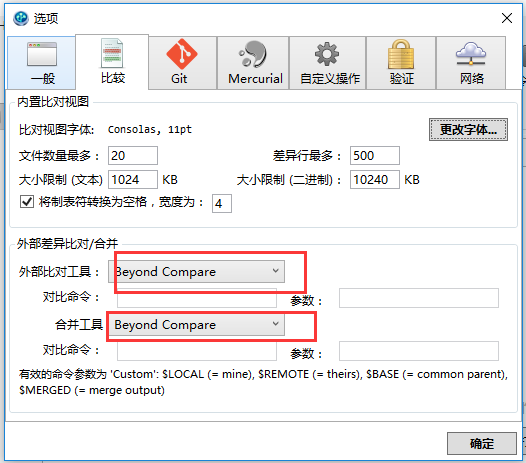 选项
一般 比较 Git Mercurial 自定义操作 验证 网络
内置比对视图
比对视图字体: Consolas, 11pt 更改字体...
文件数量最多： 20 差异行最多： 500
大小限制 (文本) 1024 KB 大小限制 (二进制)： 10240 KB
将制表符转换为空格，宽度为： 4
外部差异比对/合并
外部比对工具： Beyond Compare
对比命令： 参数：
合并工具 Beyond Compare
对比命令： 参数：
有效的命令参数为 'Custom': $LOCAL (= mine), $REMOTE (= theirs), $BASE (= common parent),
$MERGED (= merge output)
确定